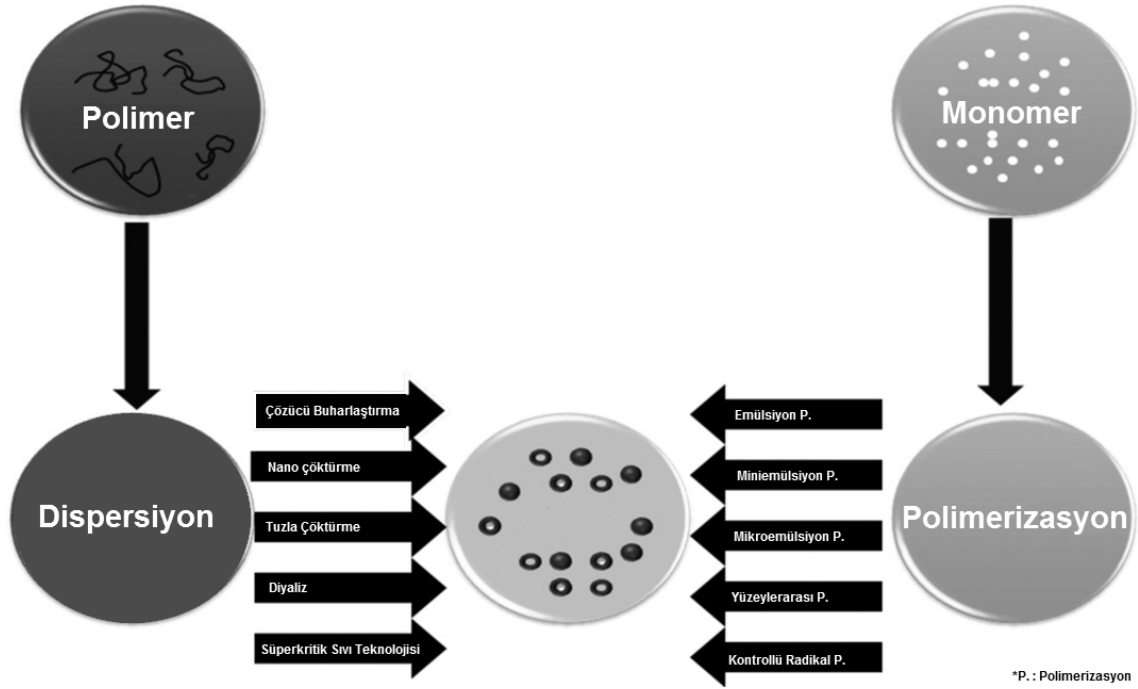 Polimer
Monomer
Çözücü Buharlaştırma
Nano çöktürme
Tuzla Çöktürme
Diyaliz
Süperkritik Sıvı Teknolojisi
Dispersiyon
Emülsiyon P.
Miniemülsiyon P.
Mikroemülsiyon P.
Yüzeylerarası P.
Kontrollü Radikal P.
Polimerizasyon
*P. : Polimerizasyon